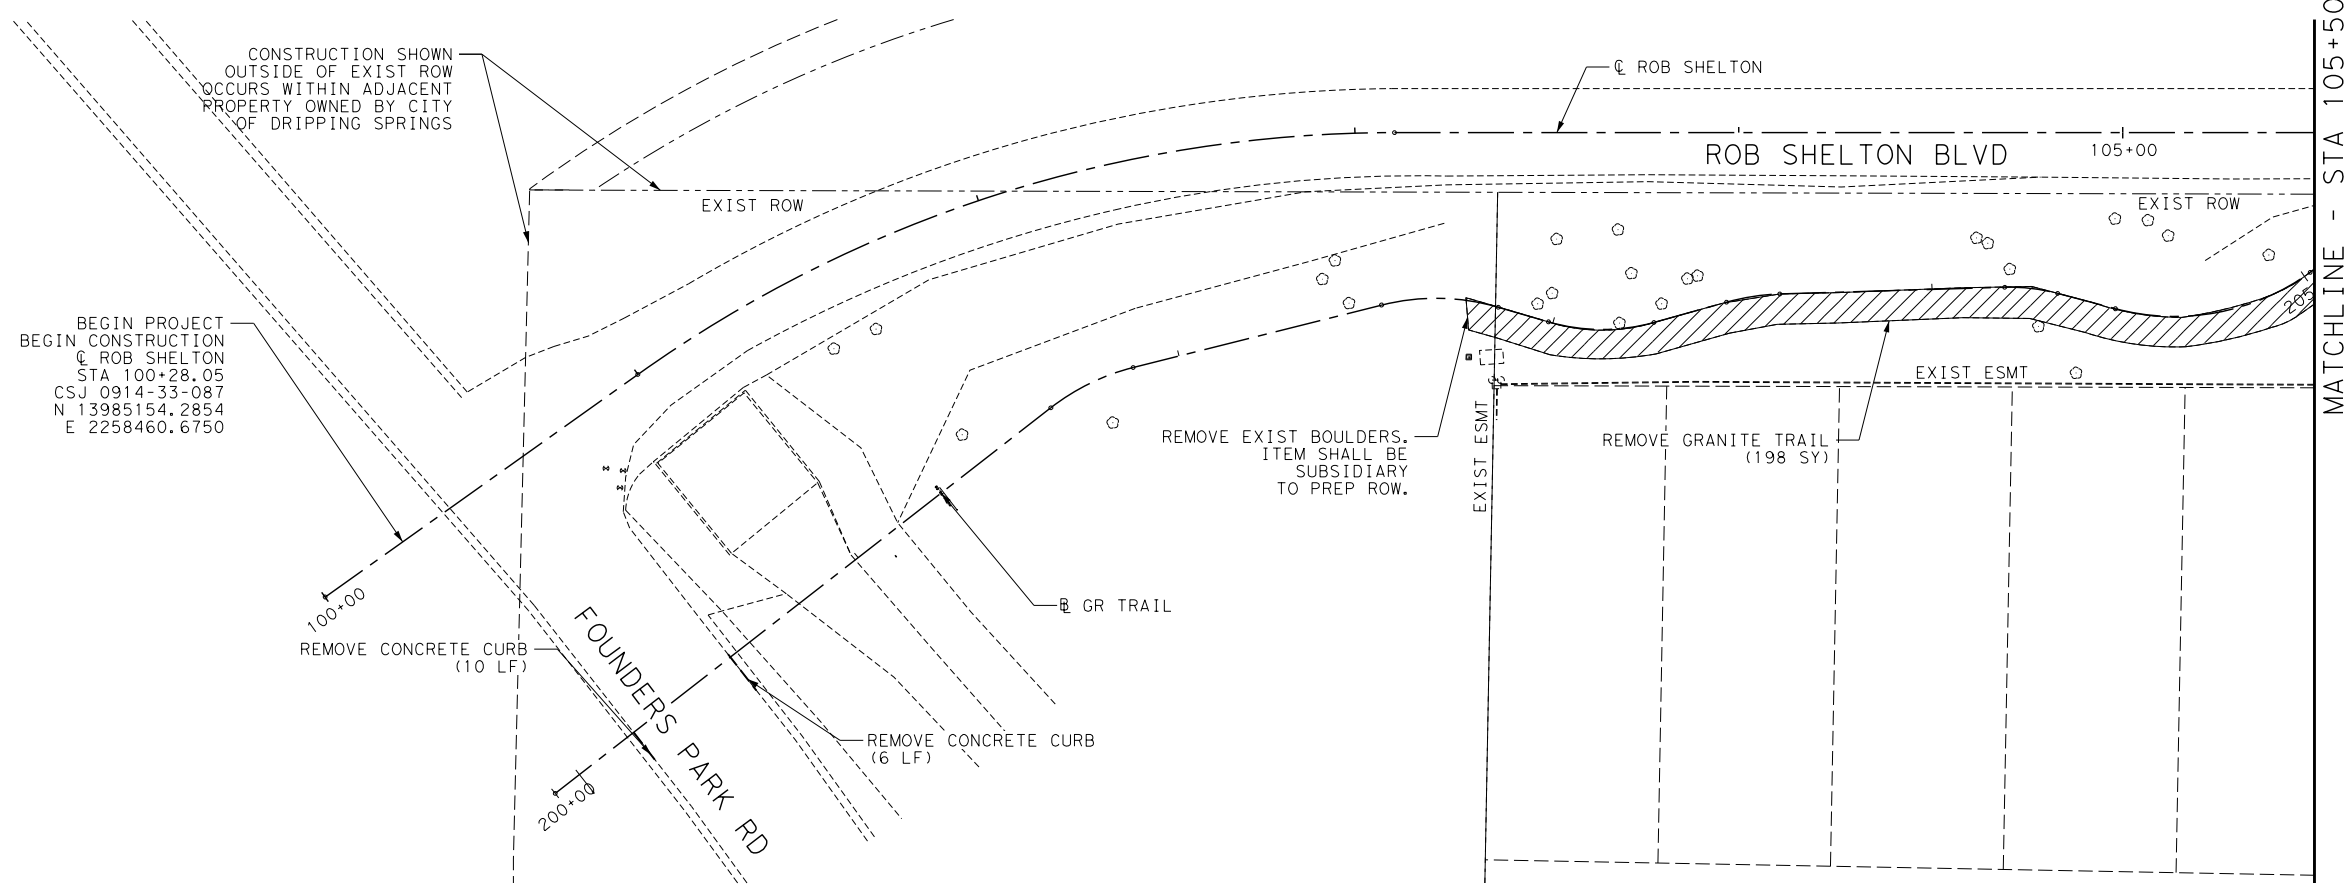 CONSTRUCTION SHOWN
OUTSIDE OF EXIST ROW
OCCURS WITHIN ADJACENT
PROPERTY OWNED BY CITY
OF DRIPPING SPRINGS
℄ ROB SHELTON
ROB SHELTON BLVD
105+00
EXIST ROW
EXIST ROW
MATCHLINE - STA 105+50
BEGIN PROJECT
BEGIN CONSTRUCTION
℄ ROB SHELTON
STA 100+28.05
CSJ 0914-33-087
N 13985154.2854
E 2258460.6750
205
EXIST ESMT
EXIST ESMT
REMOVE EXIST BOULDERS.
ITEM SHALL BE
SUBSIDIARY
TO PREP ROW.
REMOVE GRANITE TRAIL
(198 SY)
100+00
BL GR TRAIL
REMOVE CONCRETE CURB
(10 LF)
FOUNDERS PARK RD
REMOVE CONCRETE CURB
(6 LF)
200+00